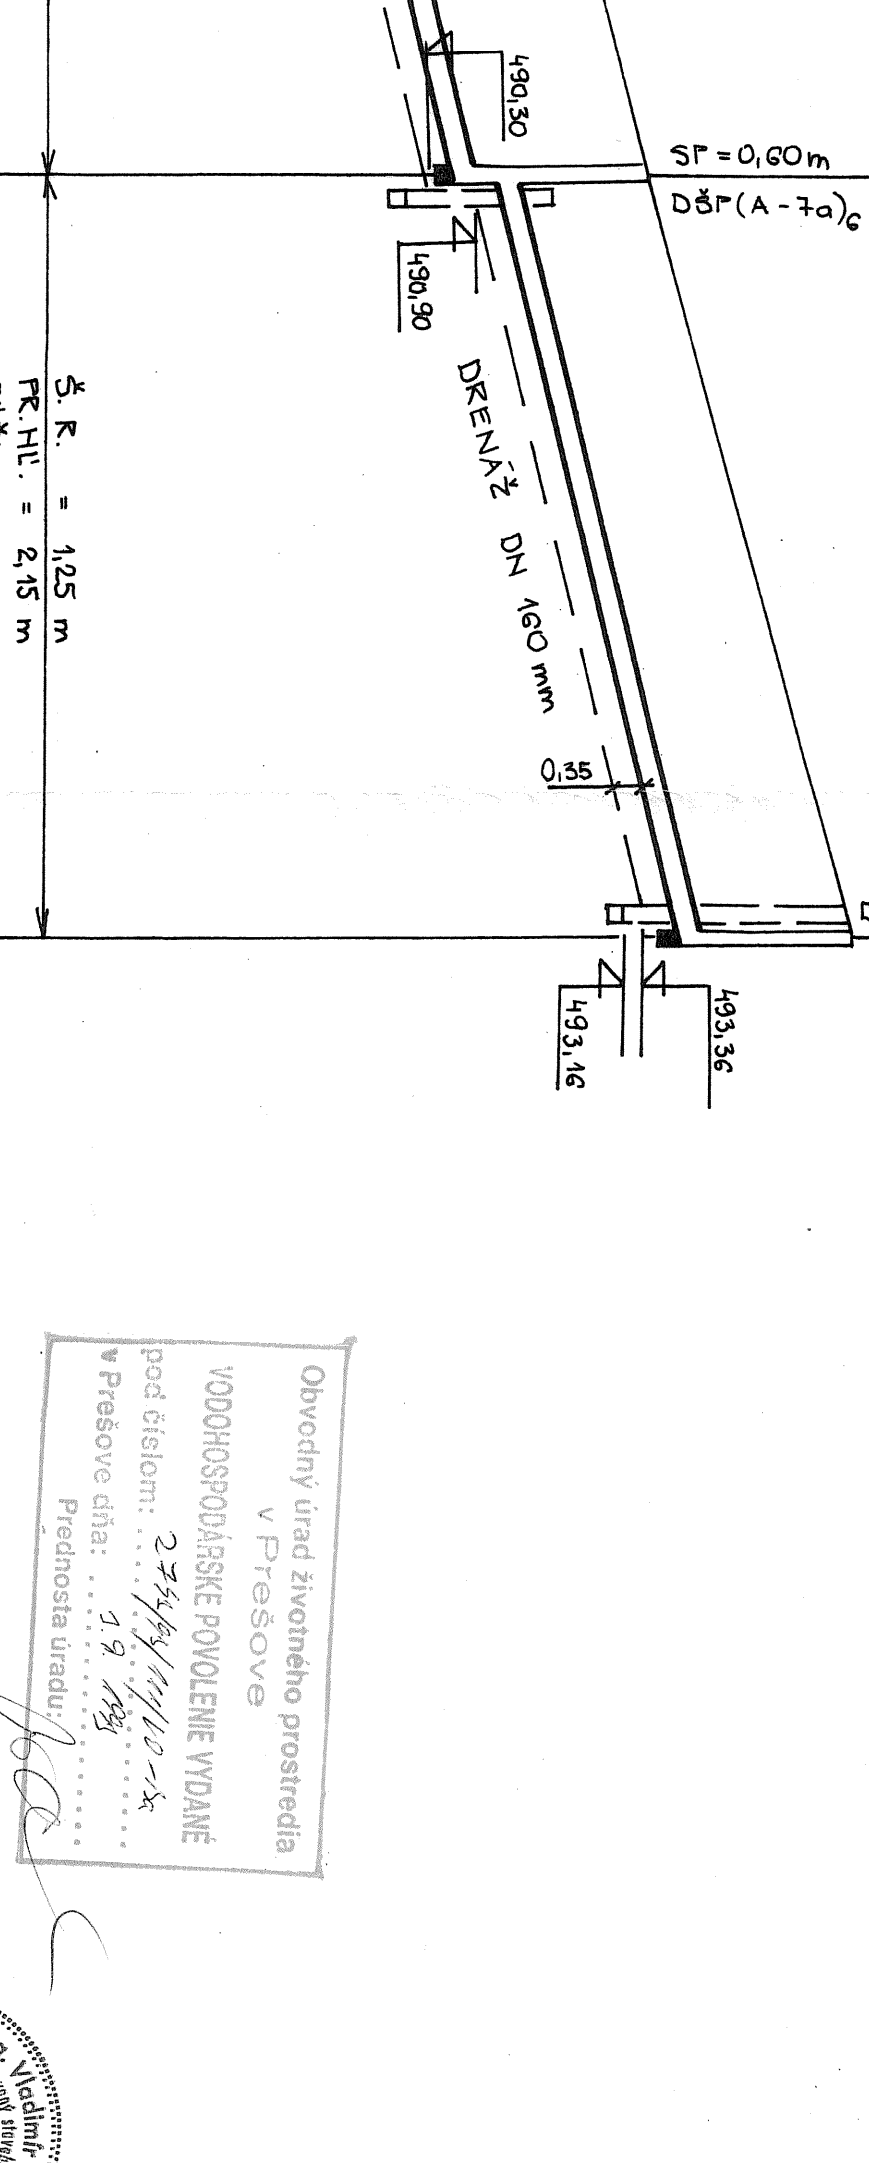 490,30
SP = 0,60 m
DŠP (A - 7a)6
490,90
DRENÁŽ DN 160 mm
Š. R. = 1,25 m
PR. HĹ. = 2,15 m
0,35
493,36
493,16
Obvodný úrad životného prostredia
v Prešove
VODOHOSPODÁRSKE POVOLENIE VYDANÉ
pod číslom:
v Prešove dňa:
Prednosta úradu:
Vladimír